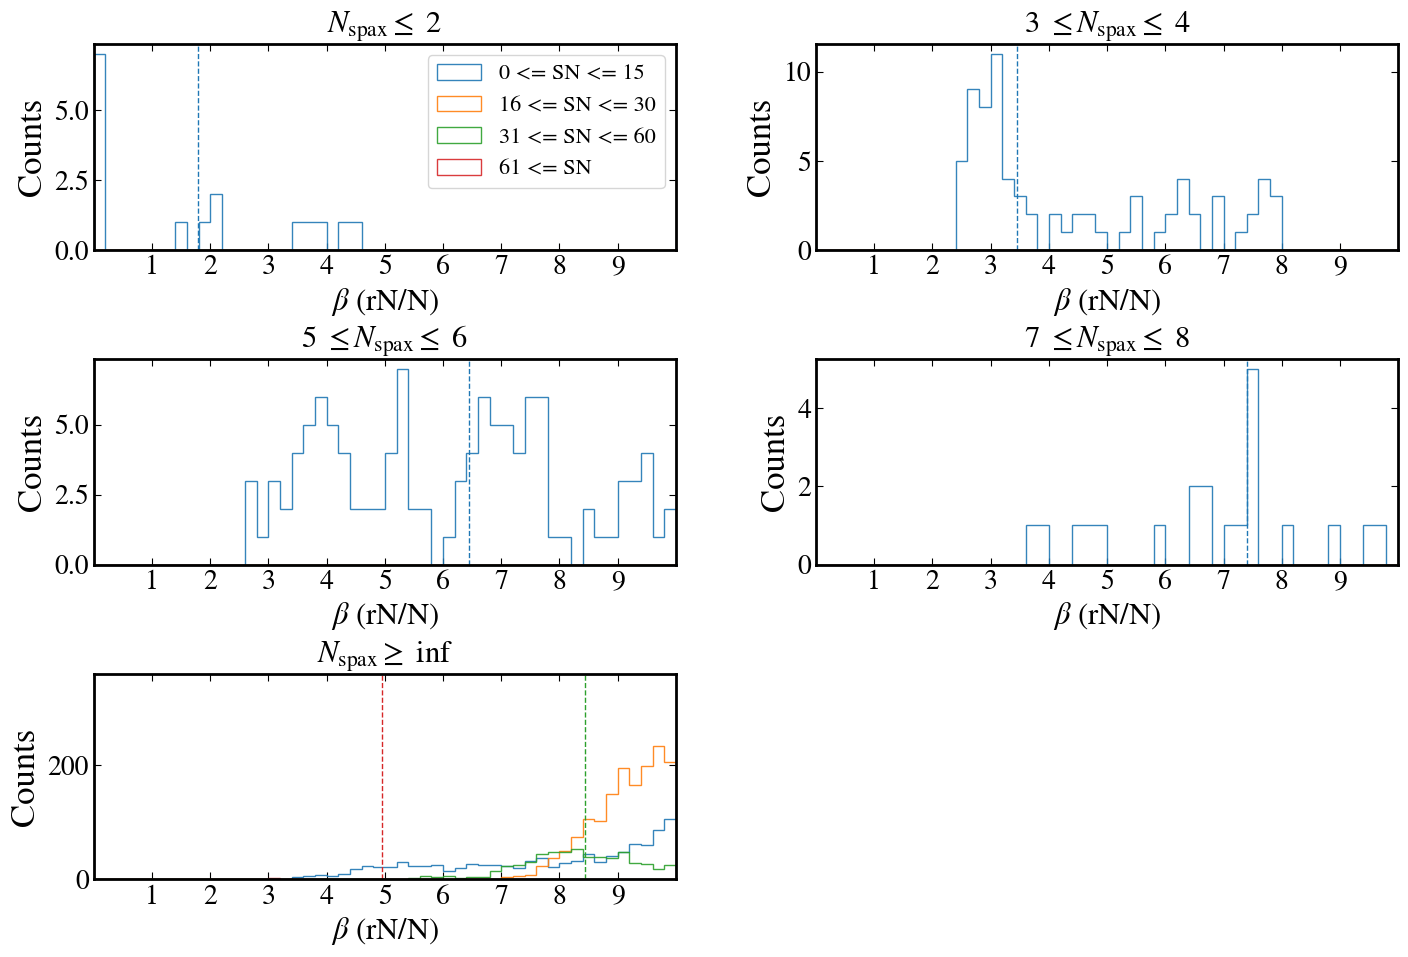 N_spax ≤ 2
Counts
5.0
2.5
0.0
0 <= SN <= 15
16 <= SN <= 30
31 <= SN <= 60
61 <= SN
1 2 3 4 5 6 7 8 9
β (rN/N)
3 ≤ N_spax ≤ 4
Counts
10
5
0
1 2 3 4 5 6 7 8 9
β (rN/N)
5 ≤ N_spax ≤ 6
Counts
5.0
2.5
0.0
1 2 3 4 5 6 7 8 9
β (rN/N)
7 ≤ N_spax ≤ 8
Counts
4
2
0
1 2 3 4 5 6 7 8 9
β (rN/N)
N_spax ≥ inf
Counts
200
0
1 2 3 4 5 6 7 8 9
β (rN/N)